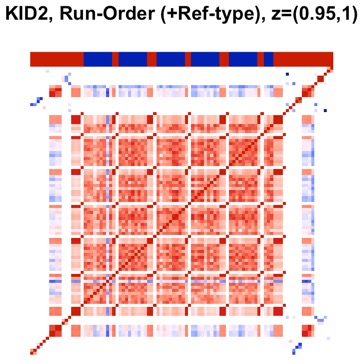 KID2, Run-Order (+Ref-type), z=(0.95,1)